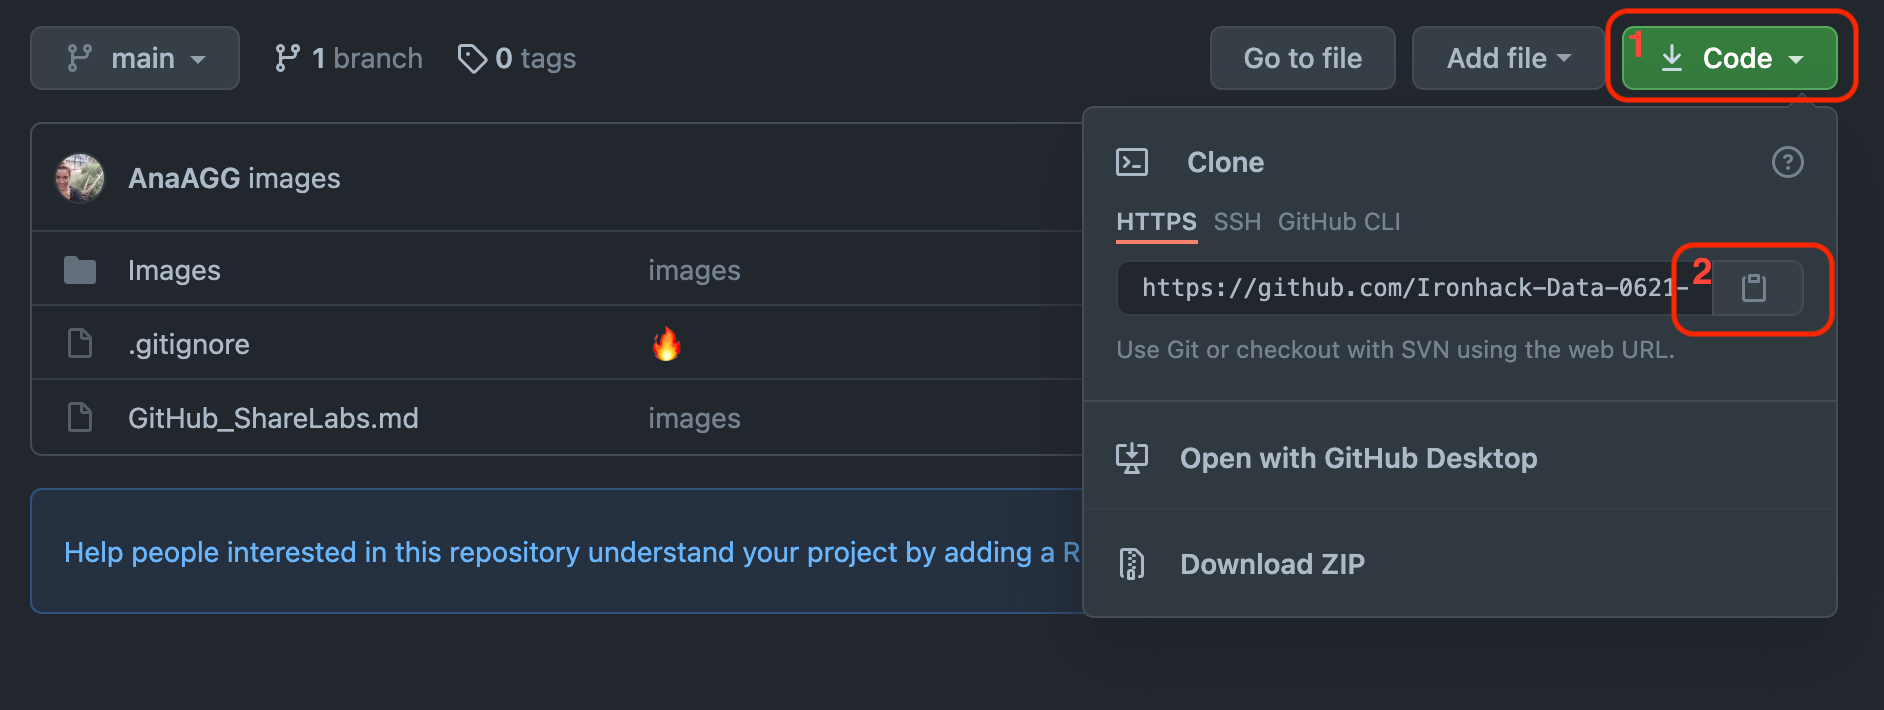 main 1 branch 0 tags Go to file Add file 1 Code
AnaAGG images
Images images
.gitignore 🔥
GitHub_ShareLabs.md images
Help people interested in this repository understand your project by adding a R
Clone
HTTPS SSH GitHub CLI
https://github.com/Ironhack-Data-0621- 2
Use Git or checkout with SVN using the web URL.
Open with GitHub Desktop
Download ZIP